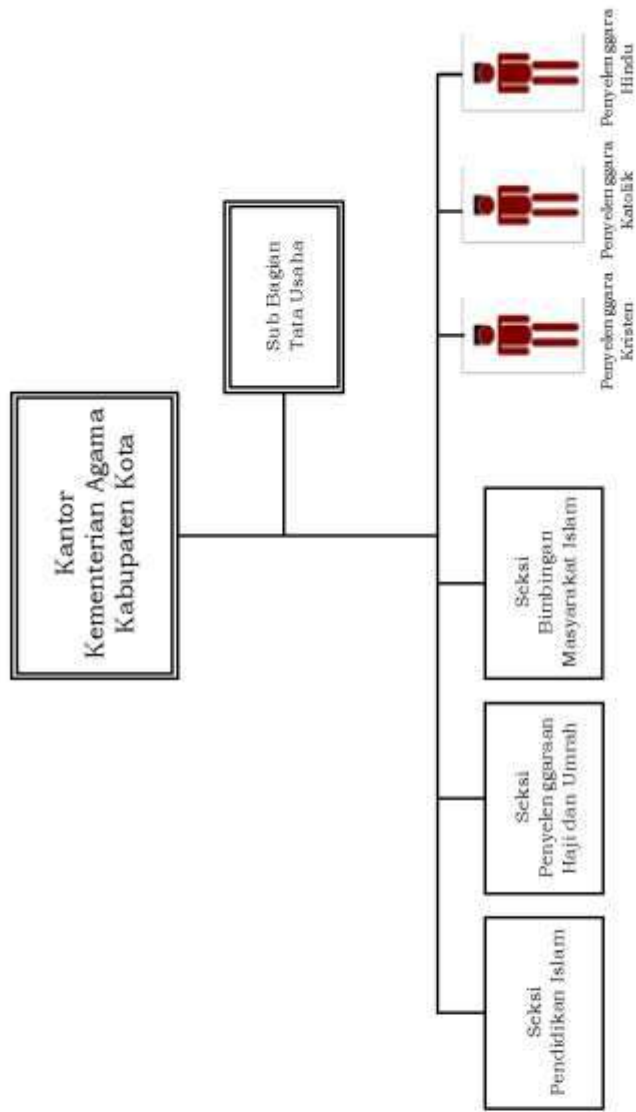 Kantor
Kementerian Agama
Kabupaten Kota
Sub Bagian
Tata Usaha
Seksi
Pendidikan Islam
Seksi
Penyelenggaraan
Haji dan Umrah
Seksi
Bimbingan
Masyarakat Islam
Penyelenggara
Kristen
Penyelenggara
Katolik
Penyelenggara
Hindu